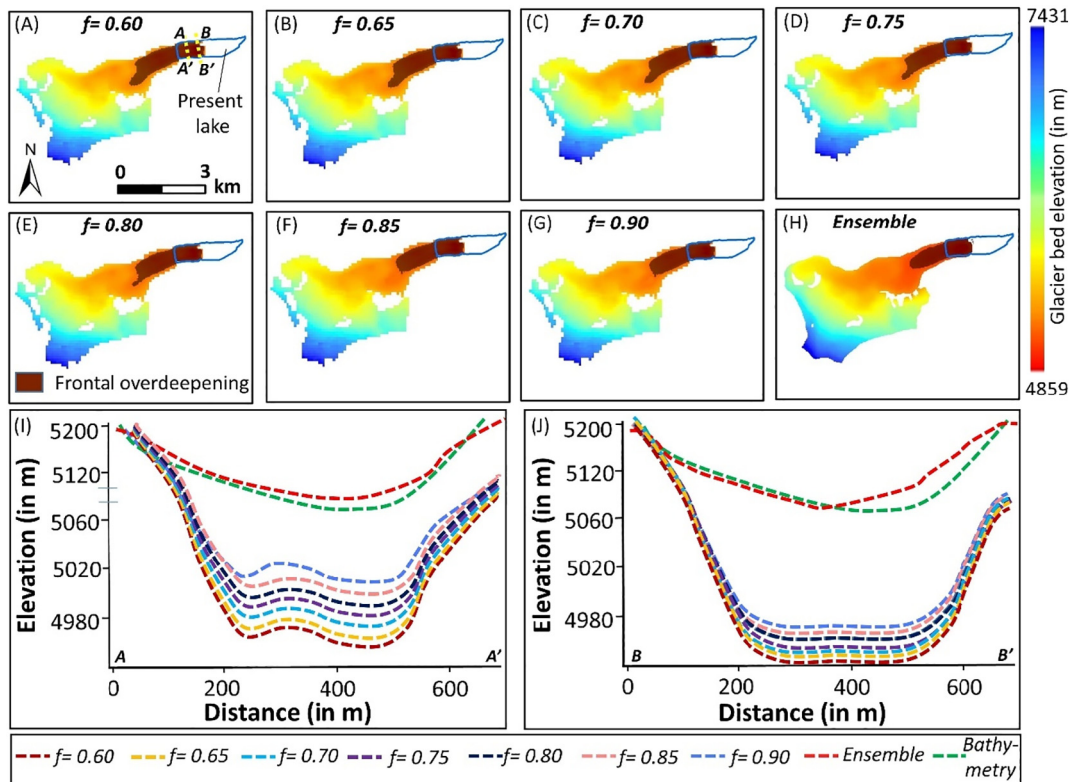 (A) f= 0.60
A B
A' B'
Present
lake
N
0 3
km
(B) f= 0.65
(C) f= 0.70
(D) f= 0.75
7431
Glacier bed elevation (in m)
4859
(E) f= 0.80
Frontal overdeepening
(F) f= 0.85
(G) f= 0.90
(H) Ensemble
(I)
Elevation (in m)
5200
5120
5060
5020
4980
A A'
0 200 400 600
Distance (in m)
(J)
Elevation (in m)
5200
5120
5060
5020
4980
B B'
0 200 400 600
Distance (in m)
f= 0.60 f= 0.65 f= 0.70 f= 0.75 f= 0.80 f= 0.85 f= 0.90 Ensemble Bathy-
metry